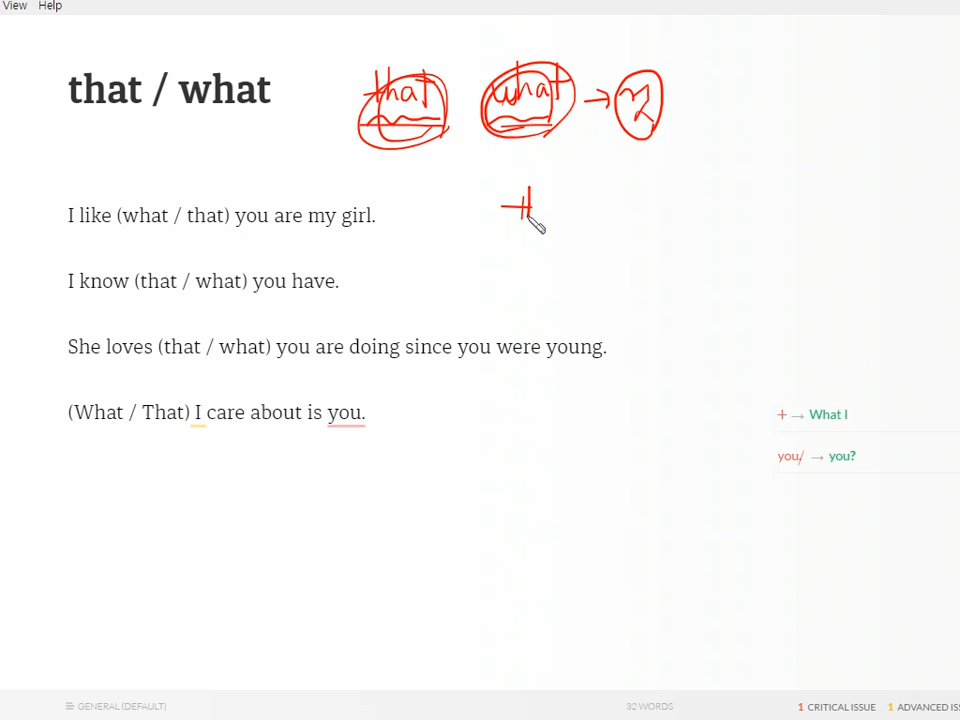 View Help
that / what
that what →
I like (what / that) you are my girl.
I know (that / what) you have.
She loves (that / what) you are doing since you were young.
(What / That) I care about is you.
+ → What I
you/ → you?
GENERAL (DEFAULT) 32 WORDS 1 CRITICAL ISSUE 1 ADVANCED IS